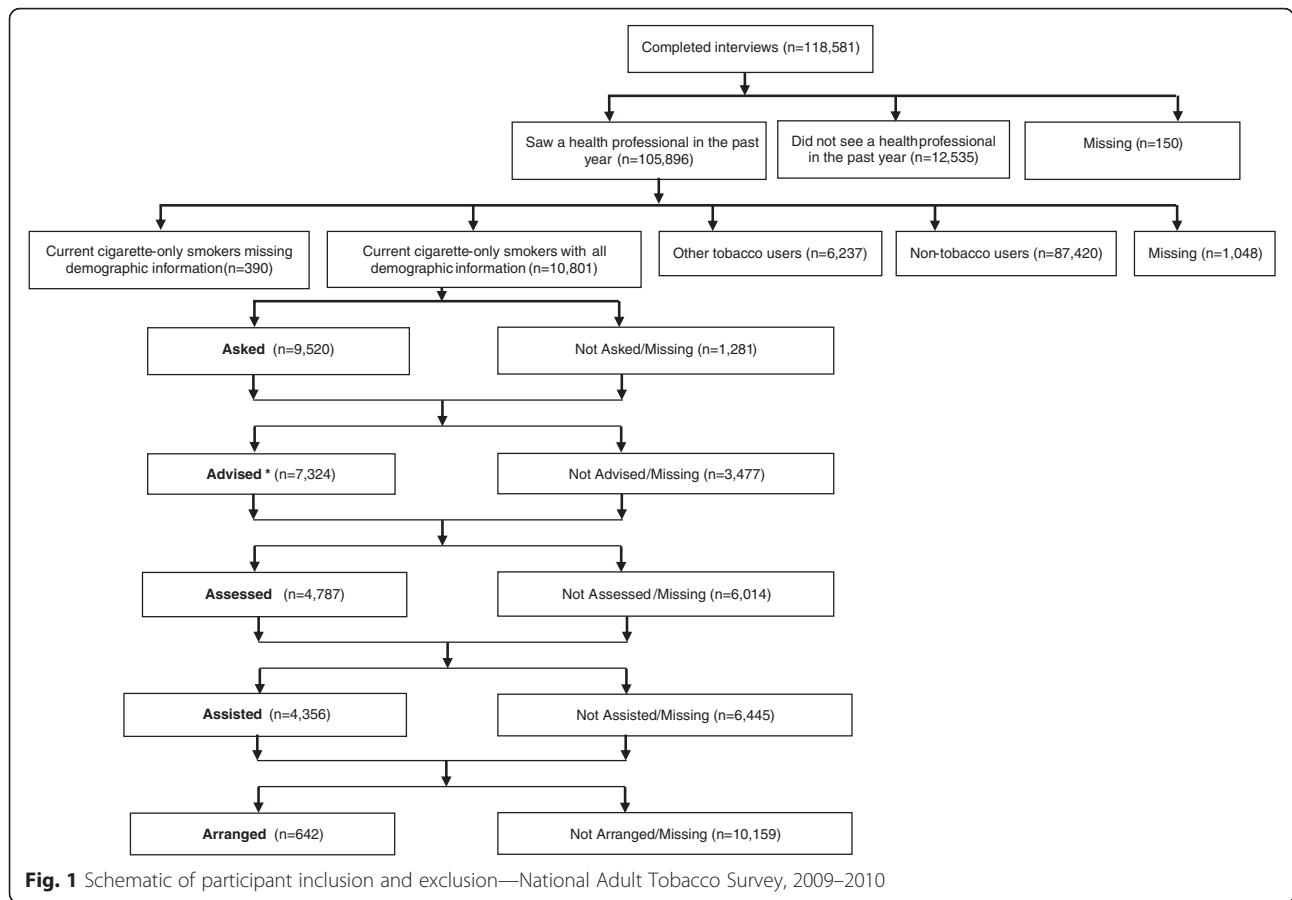 Completed interviews (n=118,581)
Saw a health professional in the past
year (n=105,896)
Did not see a healthprofessional
in the past year (n=12,535)
Missing (n=150)
Current cigarette-only smokers missing
demographic information(n=390)
Current cigarette-only smokers with all
demographic information (n=10,801)
Other tobacco users (n=6,237)
Non-tobacco users (n=87,420)
Missing (n=1,048)
Asked (n=9,520)
Not Asked/Missing (n=1,281)
Advised * (n=7,324)
Not Advised/Missing (n=3,477)
Assessed (n=4,787)
Not Assessed/Missing (n=6,014)
Assisted (n=4,356)
Not Assisted/Missing (n=6,445)
Arranged (n=642)
Not Arranged/Missing (n=10,159)
Fig. 1 Schematic of participant inclusion and exclusion—National Adult Tobacco Survey, 2009–2010